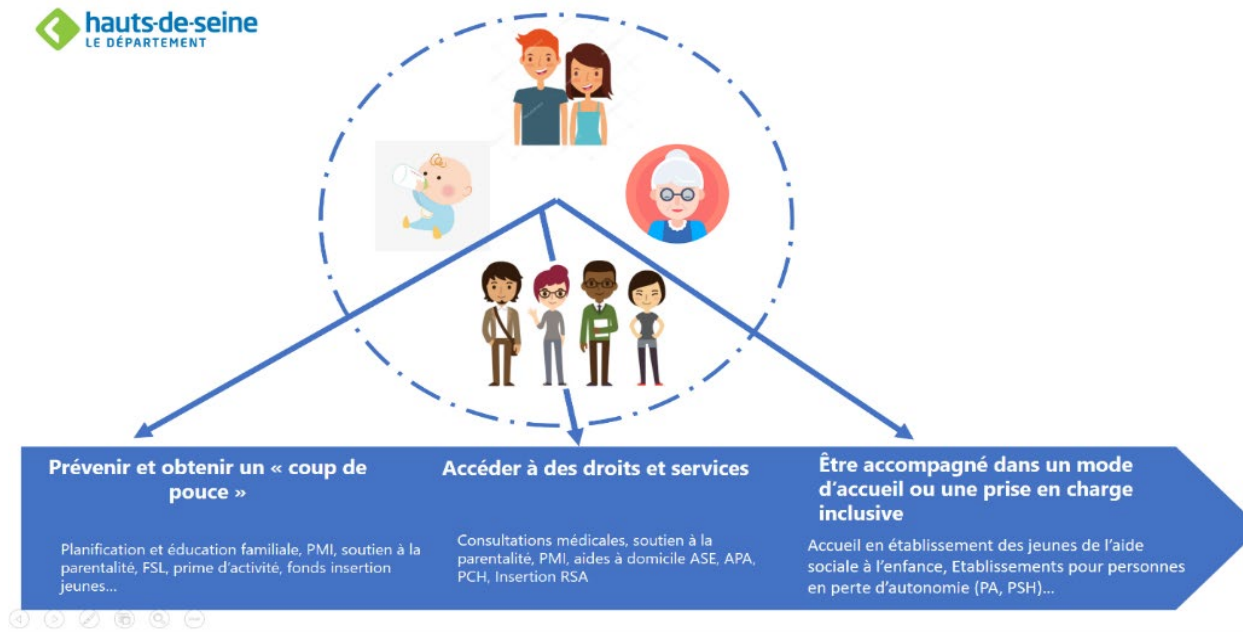 hauts-de-seine
LE DÉPARTEMENT
Prévenir et obtenir un « coup de
pouce »
Planification et éducation familiale, PMI, soutien à la
parentalité, FSL, prime d’activité, fonds insertion
jeunes...
Accéder à des droits et services
Consultations médicales, soutien à la
parentalité, PMI, aides à domicile ASE, APA,
PCH, Insertion RSA
Être accompagné dans un mode
d’accueil ou une prise en charge
inclusive
Accueil en établissement des jeunes de l’aide
sociale à l’enfance, Etablissements pour personnes
en perte d’autonomie (PA, PSH)...